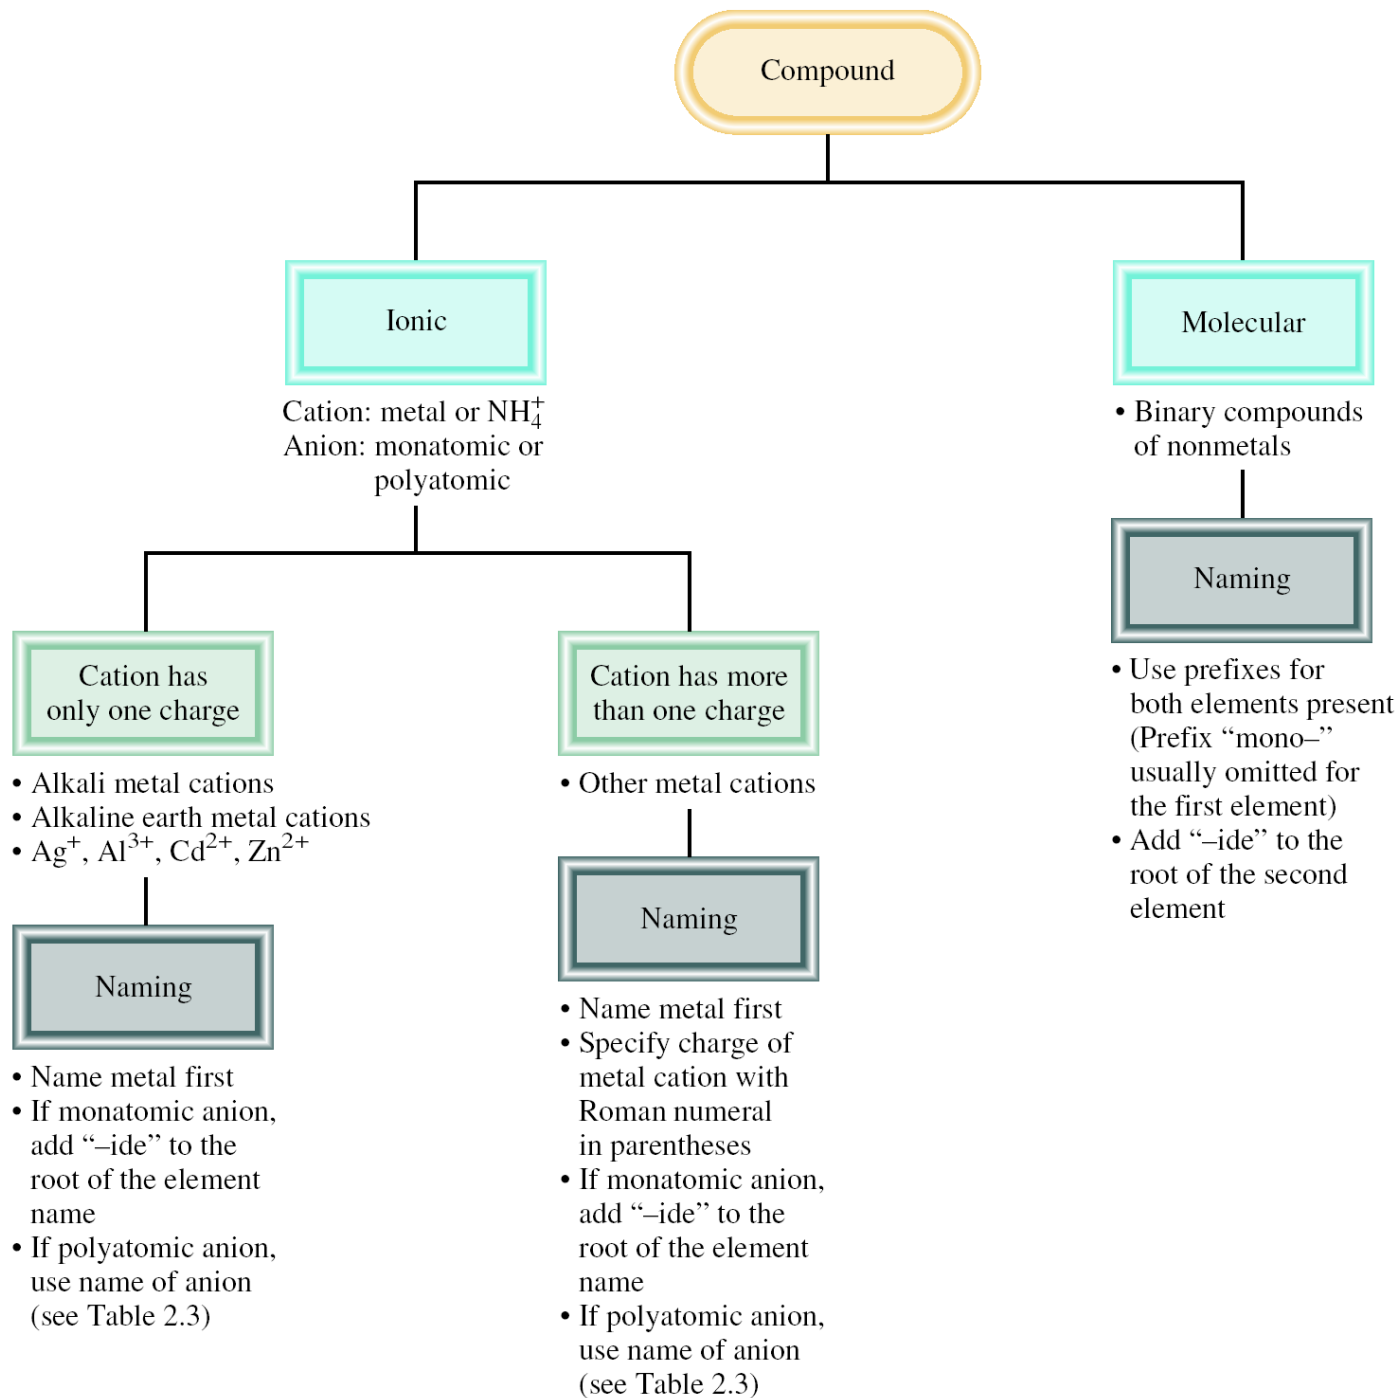 Compound
Ionic
Cation: metal or NH₄⁺
Anion: monatomic or
polyatomic
Cation has
only one charge
• Alkali metal cations
• Alkaline earth metal cations
• Ag⁺, Al³⁺, Cd²⁺, Zn²⁺
Naming
• Name metal first
• If monatomic anion,
add “–ide” to the
root of the element
name
• If polyatomic anion,
use name of anion
(see Table 2.3)
Cation has more
than one charge
• Other metal cations
Naming
• Name metal first
• Specify charge of
metal cation with
Roman numeral
in parentheses
• If monatomic anion,
add “–ide” to the
root of the element
name
• If polyatomic anion,
use name of anion
(see Table 2.3)
Molecular
• Binary compounds
of nonmetals
Naming
• Use prefixes for
both elements present
(Prefix “mono–”
usually omitted for
the first element)
• Add “–ide” to the
root of the second
element